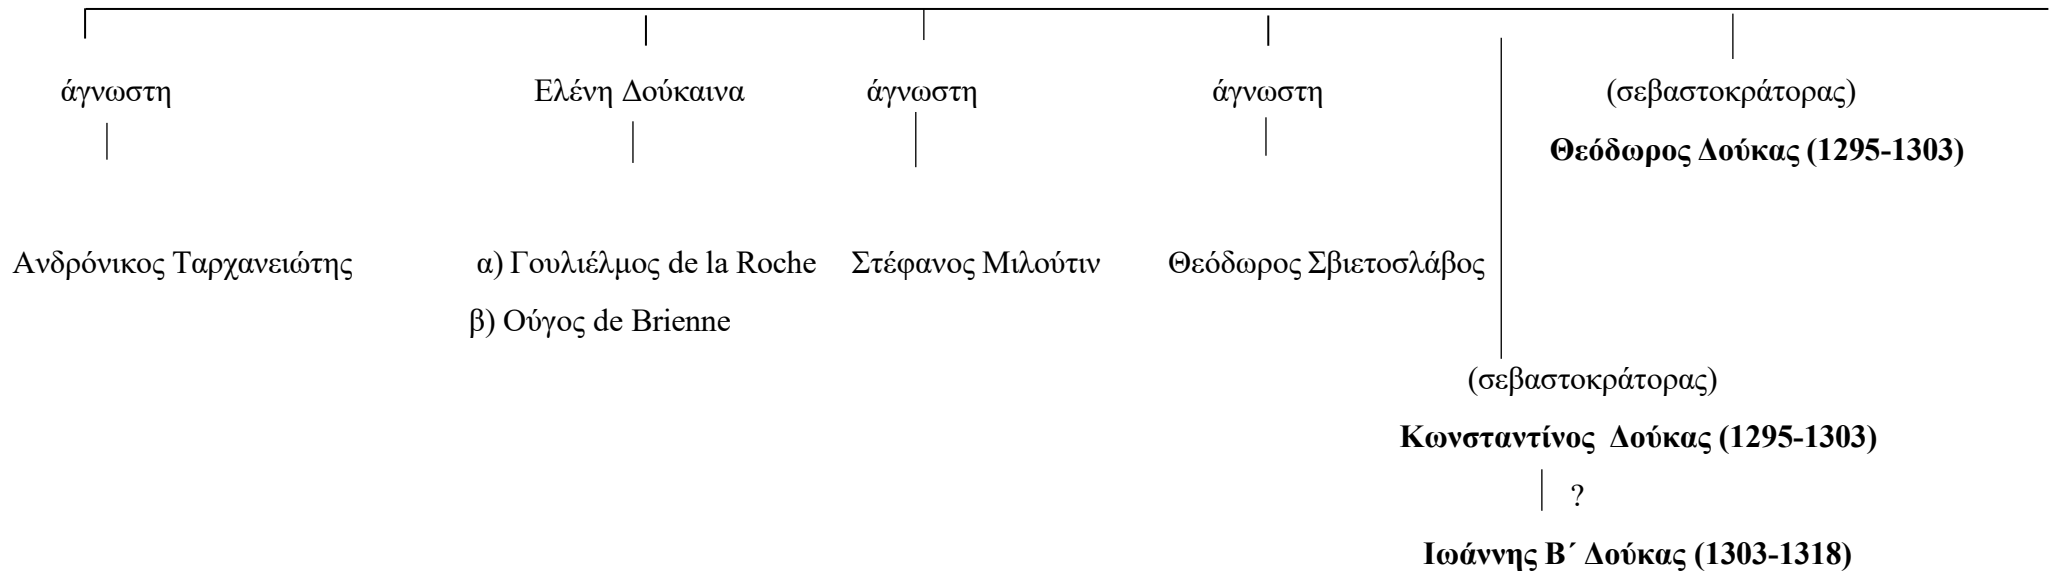 άγνωστη Ελένη Δούκαινα άγνωστη άγνωστη (σεβαστοκράτορας)
Θεόδωρος Δούκας (1295-1303)
Ανδρόνικος Ταρχανειώτης α) Γουλιέλμος de la Roche Στέφανος Μιλούτιν Θεόδωρος Σβιετοσλάβος
β) Ούγος de Brienne
(σεβαστοκράτορας)
Κωνσταντίνος Δούκας (1295-1303)
?
Ιωάννης Β΄ Δούκας (1303-1318)